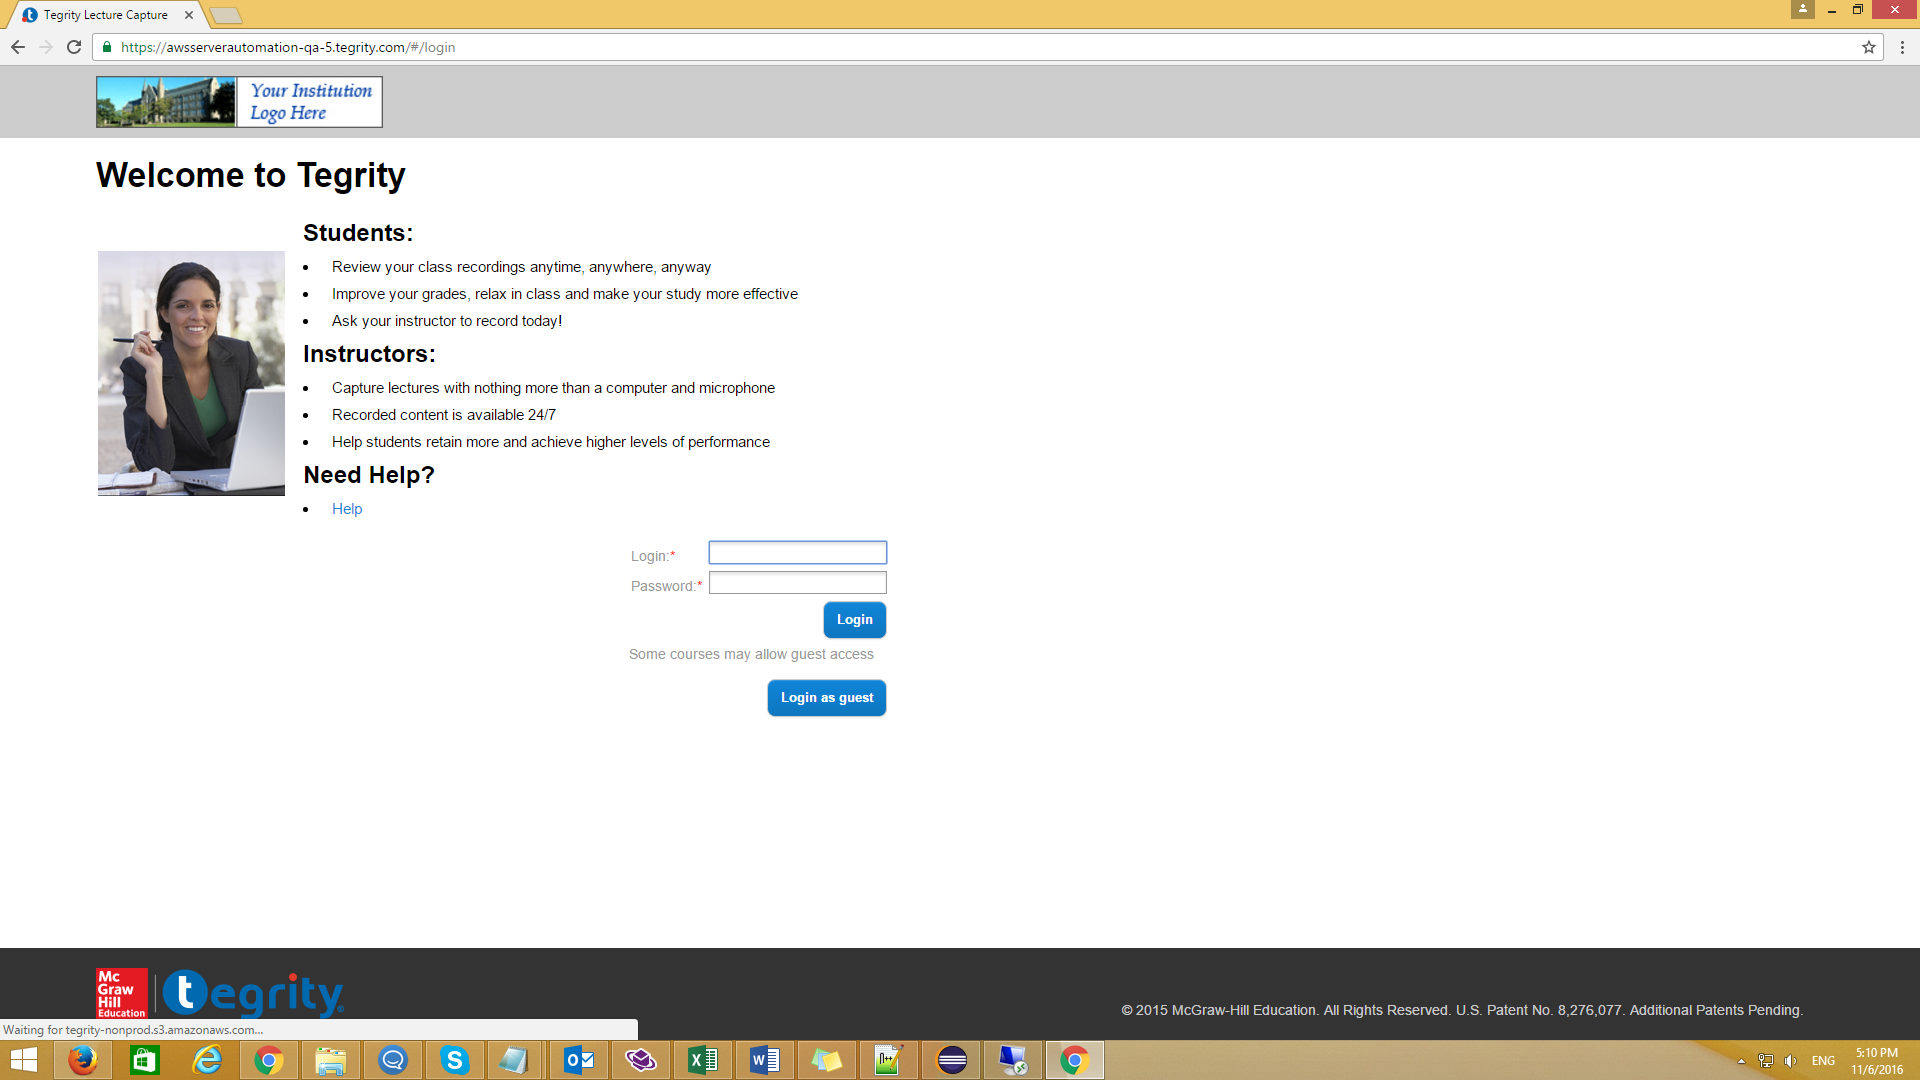 Tegrity Lecture Capture
https://awsserverautomation-qa-5.tegrity.com/#/login
Your Institution
Logo Here
Welcome to Tegrity
Students:
Review your class recordings anytime, anywhere, anyway
Improve your grades, relax in class and make your study more effective
Ask your instructor to record today!
Instructors:
Capture lectures with nothing more than a computer and microphone
Recorded content is available 24/7
Help students retain more and achieve higher levels of performance
Need Help?
Help
Login:*
Password:*
Login
Some courses may allow guest access
Login as guest
Mc
Graw
Hill
Education
tegrity
© 2015 McGraw-Hill Education. All Rights Reserved. U.S. Patent No. 8,276,077. Additional Patents Pending.
Waiting for tegrity-nonprod.s3.amazonaws.com...
ENG
5:10 PM
11/6/2016